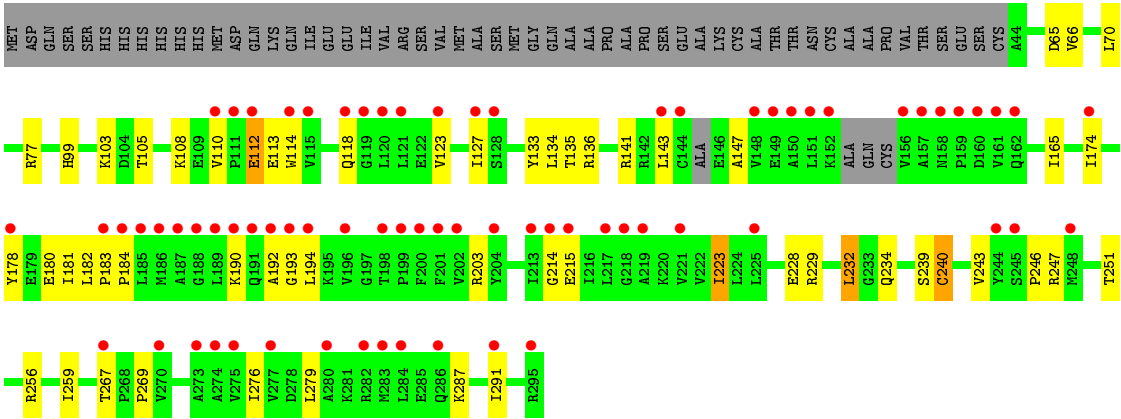 MET ASP GLN SER SER HIS HIS HIS HIS HIS HIS MET ASP GLN LYS GLN ILE GLU GLU ILE VAL ARG SER VAL MET ALA SER MET GLY GLN ALA ALA PRO ALA PRO SER GLU ALA LYS CYS ALA THR THR ASN CYS ALA ALA PRO VAL THR SER GLU SER CYS A44 D65 V66 L70
R77 H99 K103 D104 T105 K108 E109 V110 P111 E112 E113 W114 V115 Q118 G119 L120 L121 E122 V123 I127 S128 Y133 L134 T135 R136 R141 R142 L143 C144 ALA E146 A147 V148 E149 A150 L151 K152 ALA GLN CYS V156 A157 N158 P159 D160 V161 Q162 I165 I174
Y178 E179 E180 I181 L182 P183 P184 L185 M186 A187 G188 L189 K190 Q191 A192 G193 L194 K195 V196 G197 T198 P199 F200 F201 V202 R203 Y204 I213 G214 E215 I216 L217 G218 A219 K220 V221 V222 I223 L224 L225 E228 R229 L232 G233 Q234 S239 C240 V243 Y244 S245 P246 R247 M248 T251
R256 I259 T267 P268 P269 V270 A273 A274 V275 I276 V277 D278 L279 A280 K281 R282 M283 L284 E285 Q286 K287 I291 R295